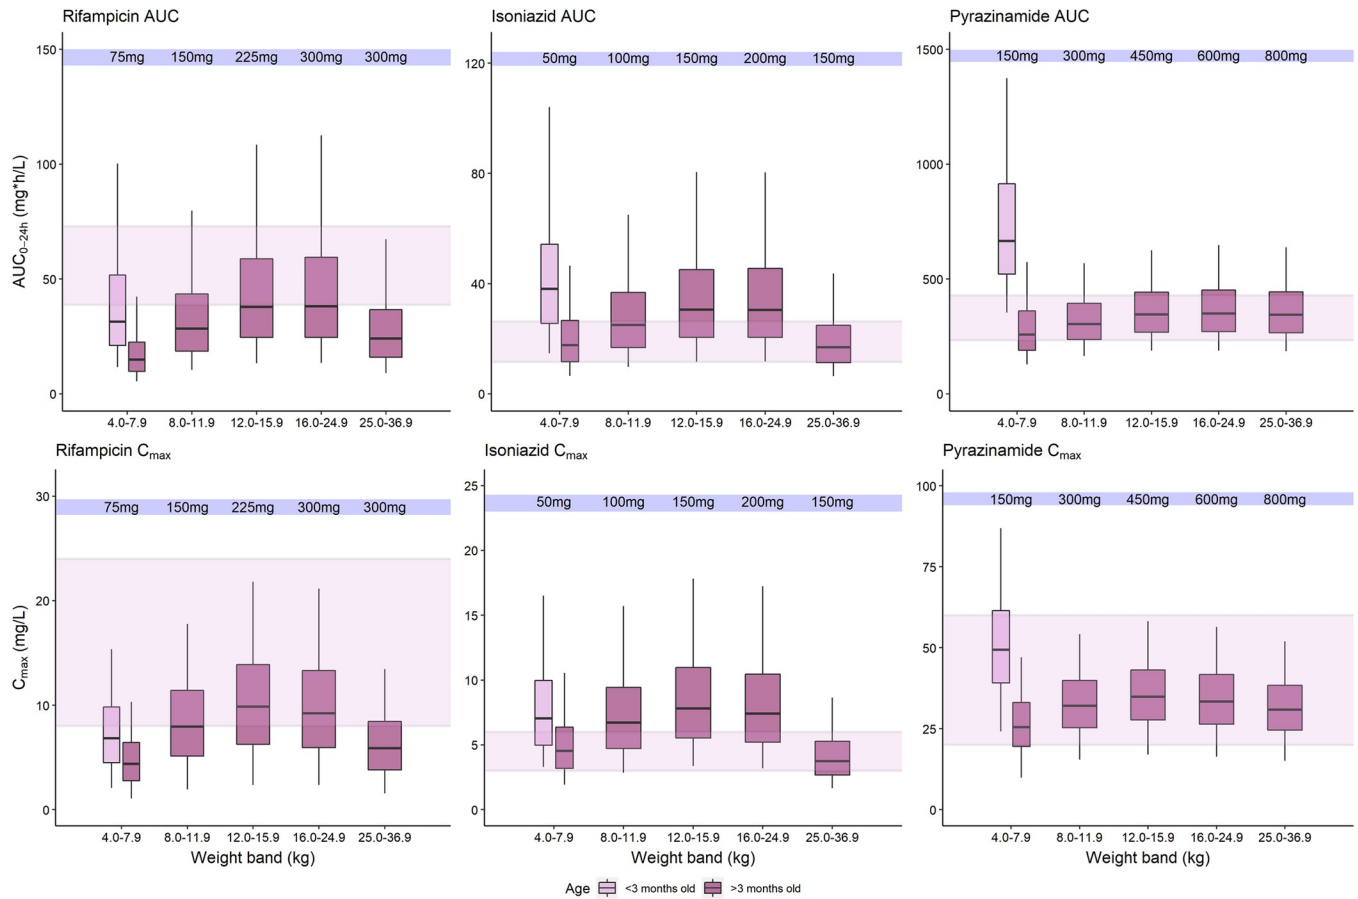 Rifampicin AUC
Isoniazid AUC
Pyrazinamide AUC
AUC0–24h (mg*h/L)
150
100
50
0
75mg 150mg 225mg 300mg 300mg
4.0-7.9 8.0-11.9 12.0-15.9 16.0-24.9 25.0-36.9
120
80
40
0
50mg 100mg 150mg 200mg 150mg
4.0-7.9 8.0-11.9 12.0-15.9 16.0-24.9 25.0-36.9
1500
1000
500
0
150mg 300mg 450mg 600mg 800mg
4.0-7.9 8.0-11.9 12.0-15.9 16.0-24.9 25.0-36.9
Rifampicin Cmax
Isoniazid Cmax
Pyrazinamide Cmax
Cmax (mg/L)
30
20
10
0
75mg 150mg 225mg 300mg 300mg
4.0-7.9 8.0-11.9 12.0-15.9 16.0-24.9 25.0-36.9
Weight band (kg)
25
20
15
10
5
0
50mg 100mg 150mg 200mg 150mg
4.0-7.9 8.0-11.9 12.0-15.9 16.0-24.9 25.0-36.9
Weight band (kg)
100
75
50
25
0
150mg 300mg 450mg 600mg 800mg
4.0-7.9 8.0-11.9 12.0-15.9 16.0-24.9 25.0-36.9
Weight band (kg)
Age <3 months old >3 months old